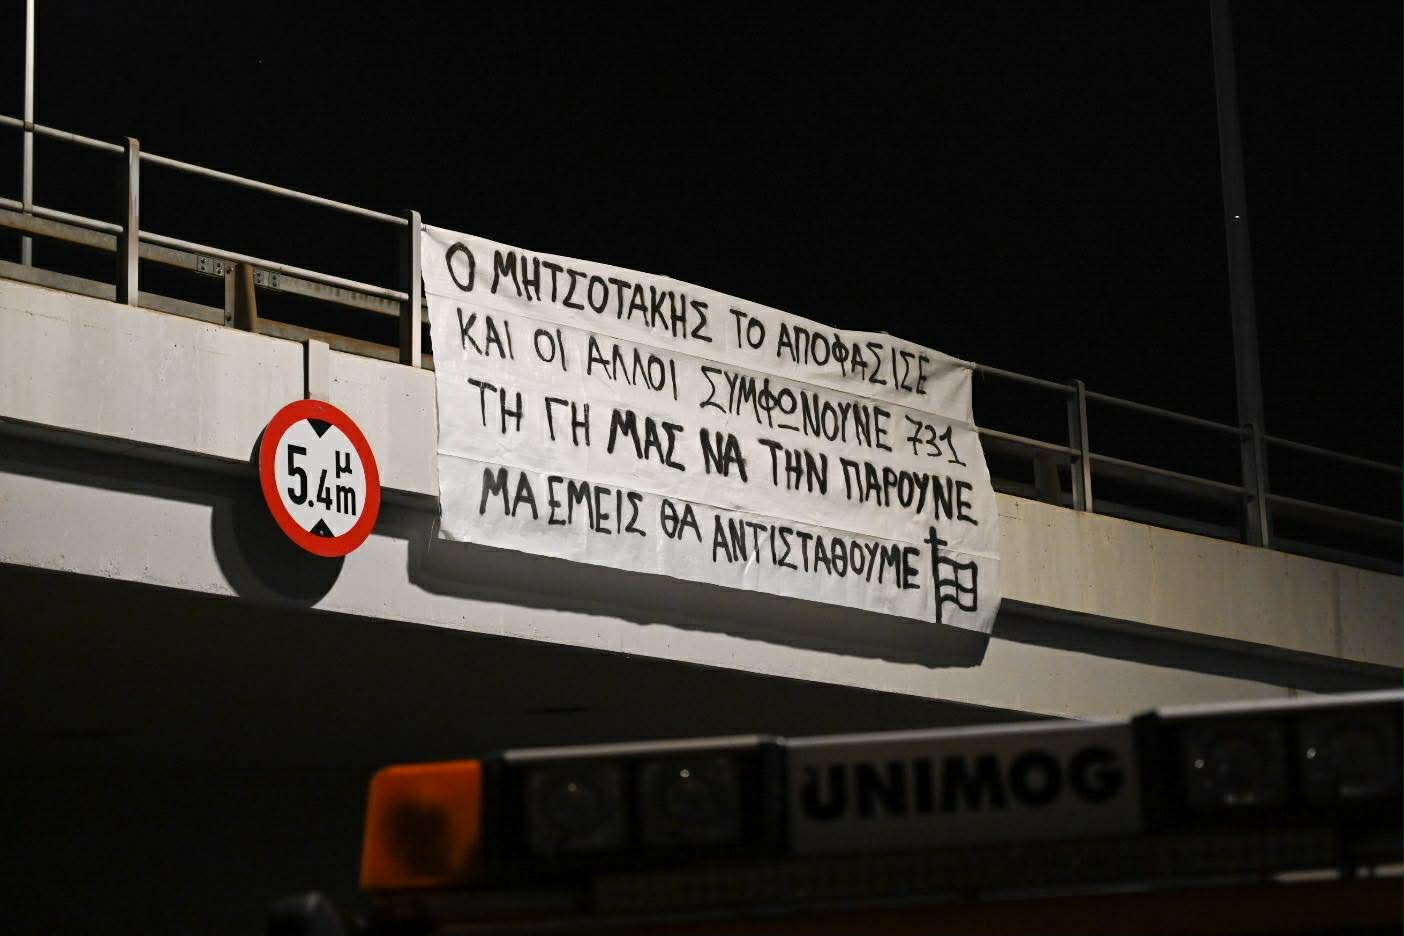 Ο ΜΗΤΣΟΤΑΚΗΣ ΤΟ ΑΠΟΦΑΣΙΣΕ
ΚΑΙ ΟΙ ΑΛΛΟΙ ΣΥΜΦΩΝΟΥΝΕ 731
ΤΗ ΓΗ ΜΑΣ ΝΑ ΤΗΝ ΠΑΡΟΥΝΕ
ΜΑ ΕΜΕΙΣ ΘΑ ΑΝΤΙΣΤΑΘΟΥΜΕ
5.4 μ
m
UNIMOG